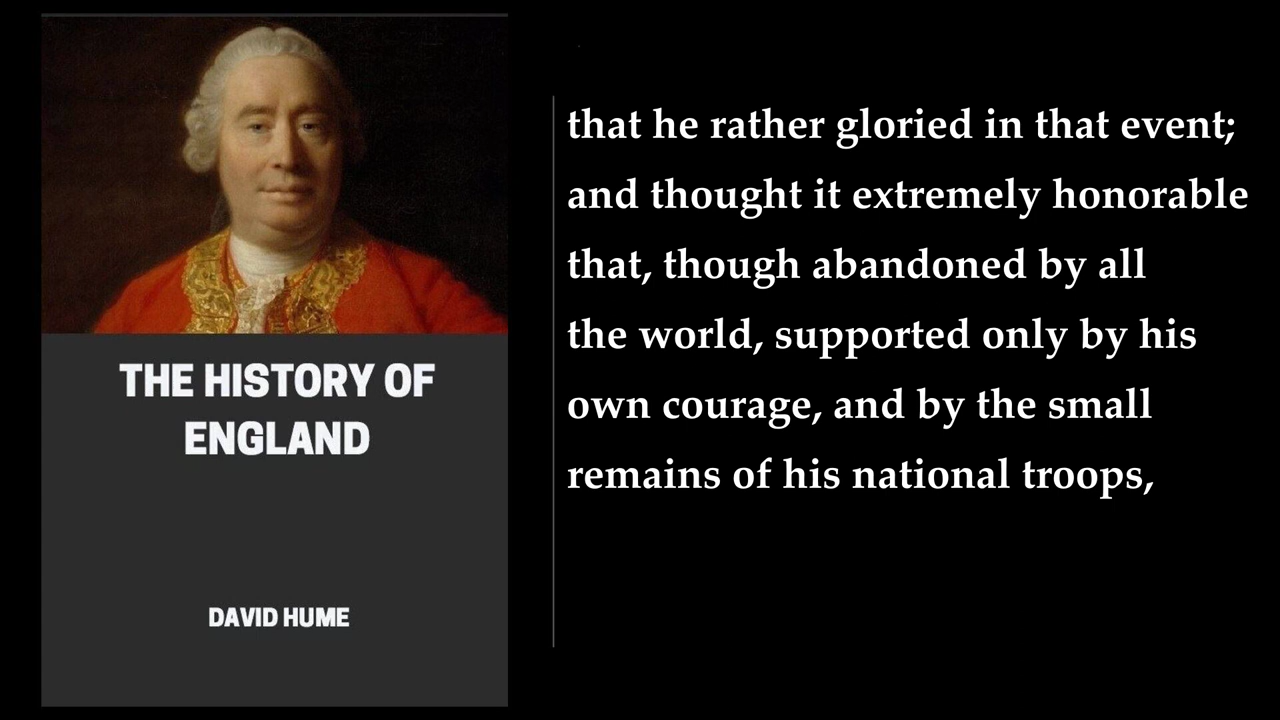 THE HISTORY OF
ENGLAND
DAVID HUME
that he rather gloried in that event;
and thought it extremely honorable
that, though abandoned by all
the world, supported only by his
own courage, and by the small
remains of his national troops,